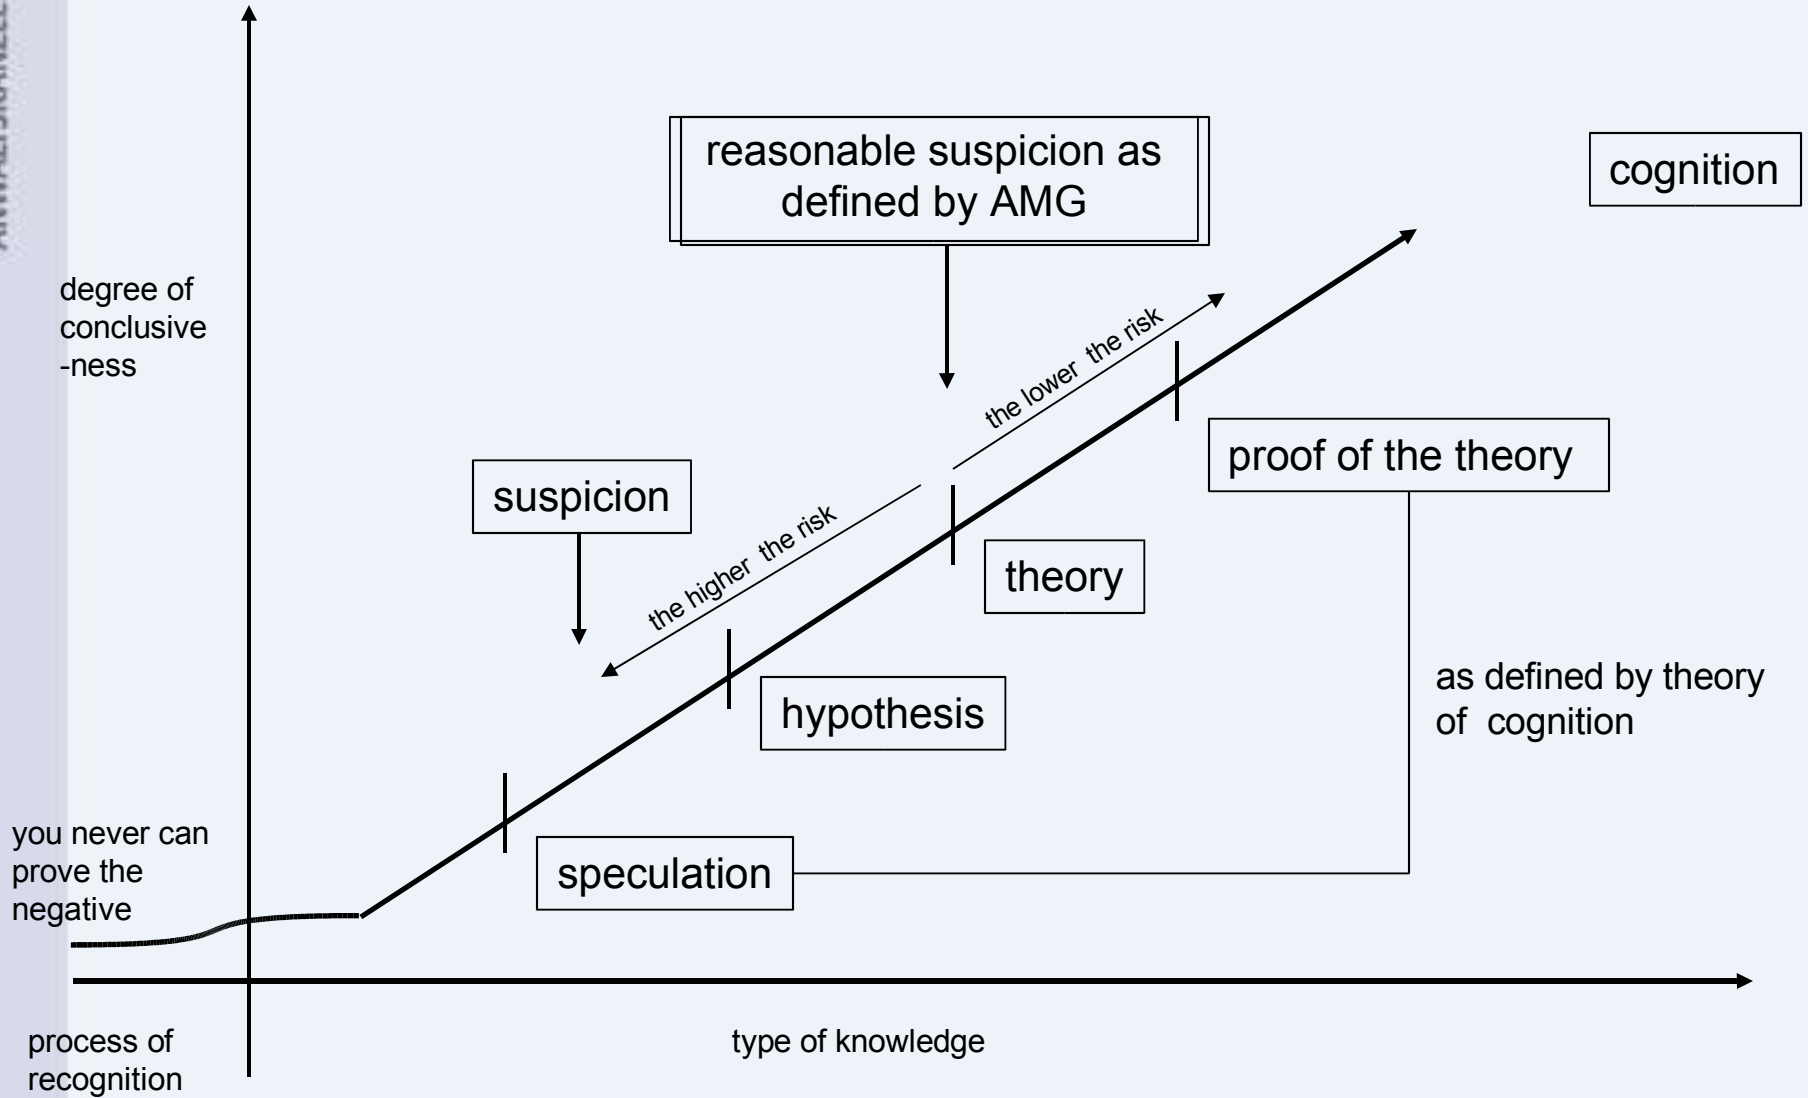 reasonable suspicion as
defined by AMG
cognition
degree of
conclusive
-ness
the lower the risk
proof of the theory
suspicion
the higher the risk
theory
as defined by theory
of cognition
hypothesis
you never can
prove the
negative
speculation
process of
recognition
type of knowledge